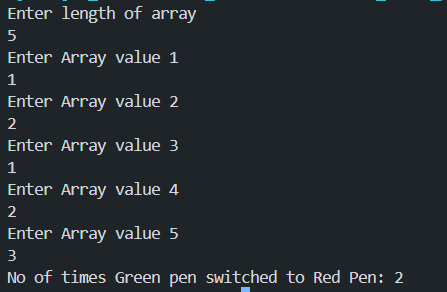 Enter length of array
5
Enter Array value 1
1
Enter Array value 2
2
Enter Array value 3
1
Enter Array value 4
2
Enter Array value 5
3
No of times Green pen switched to Red Pen: 2